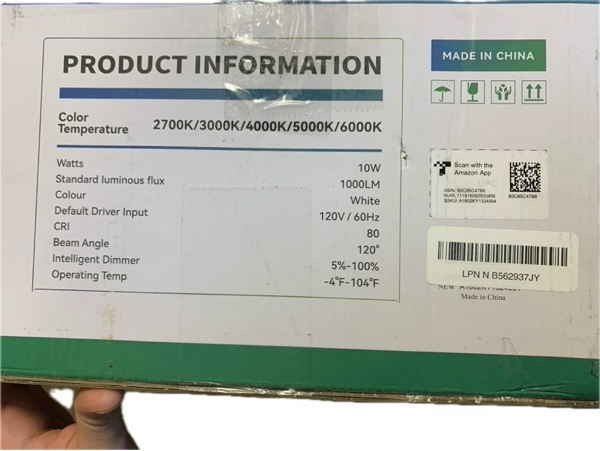 PRODUCT INFORMATION
Color Temperature 2700K/3000K/4000K/5000K/6000K
Watts 10W
Standard luminous flux 1000LM
Colour White
Default Driver Input 120V / 60Hz
CRI 80
Beam Angle 120°
Intelligent Dimmer 5%-100%
Operating Temp -4°F-104°F
MADE IN CHINA
Scan with the
Amazon App
UPC
LPN N B562937JY
NEW
Made in China